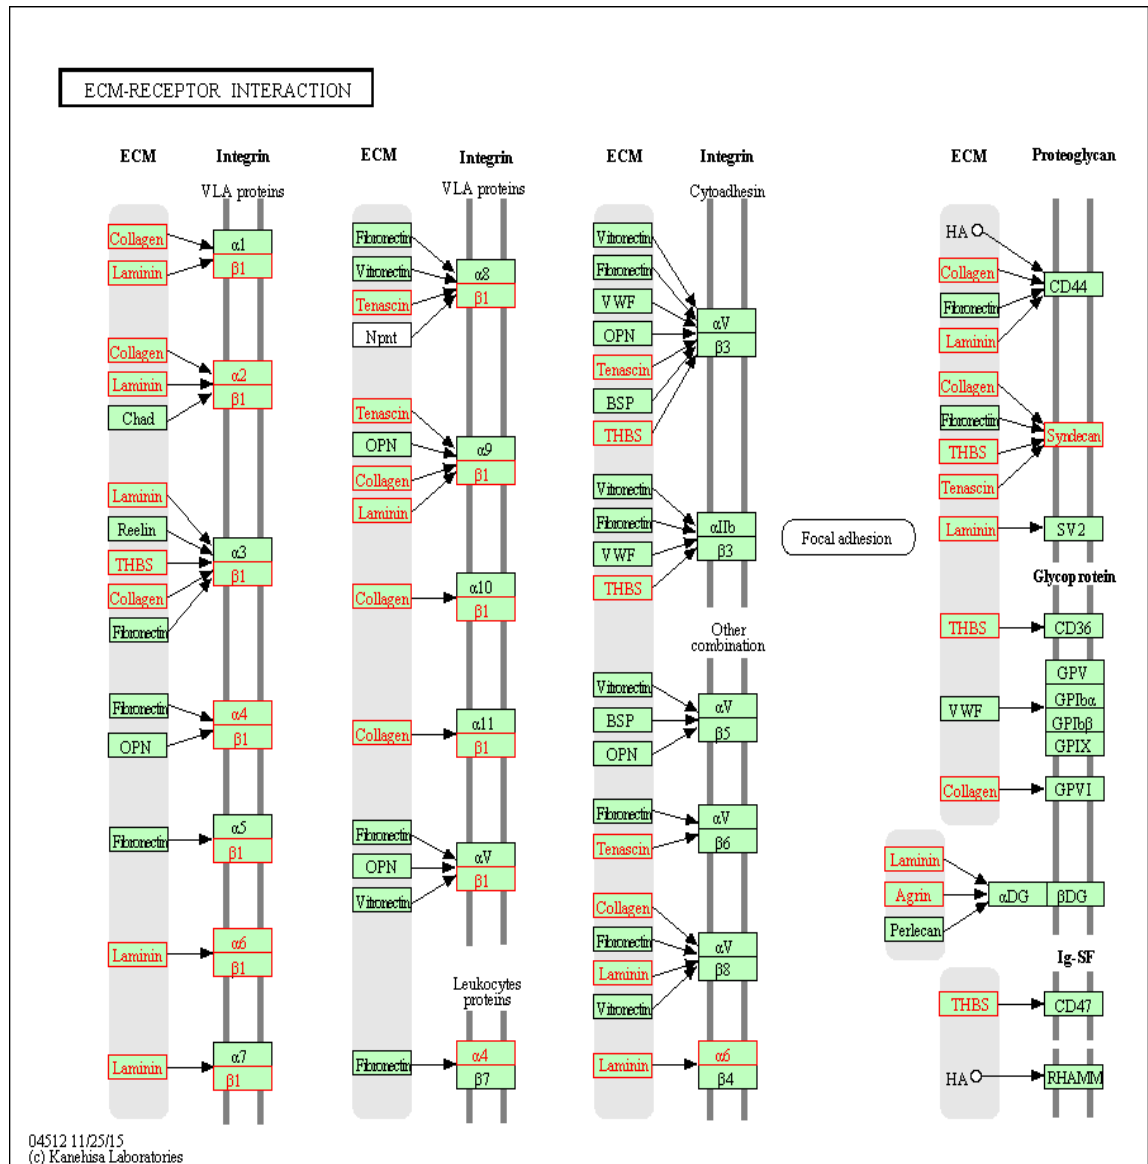 ECM-RECEPTOR INTERACTION
ECM
Integrin
VLA proteins
Collagen
Laminin
α1
β1
Collagen
Laminin
Chad
α2
β1
Laminin
Reelin
THBS
Collagen
Fibronectin
α3
β1
Fibronectin
OPN
α4
β1
Fibronectin
α5
β1
Laminin
α6
β1
Laminin
α7
β1
ECM
Integrin
VLA proteins
Fibronectin
Vitronectin
Tenascin
Npnt
α8
β1
Tenascin
OPN
Collagen
Laminin
α9
β1
Collagen
α10
β1
Collagen
α11
β1
Fibronectin
OPN
Vitronectin
αV
β1
Leukocytes
proteins
Fibronectin
α4
β7
ECM
Integrin
Cytoadhesin
Vitronectin
Fibronectin
VWF
OPN
Tenascin
BSP
THBS
αV
β3
Vitronectin
Fibronectin
VWF
THBS
αIIb
β3
Other
combination
Vitronectin
BSP
OPN
αV
β5
Fibronectin
Tenascin
αV
β6
Collagen
Fibronectin
Laminin
Vitronectin
αV
β8
Laminin
α6
β4
Focal adhesion
ECM
Proteoglycan
HA
Collagen
Fibronectin
Laminin
CD44
Collagen
Fibronectiin
THBS
Tenascin
Syndecan
Laminin
SV2
Glycoprotein
THBS
CD36
VWF
GPV
GPIbα
GPIbβ
GPIX
Collagen
GPVI
Laminin
Agrin
Perlecan
αDG
βDG
Ig-SF
THBS
CD47
HA
RHAMM
04512 11/25/15
(c) Kanehisa Laboratories